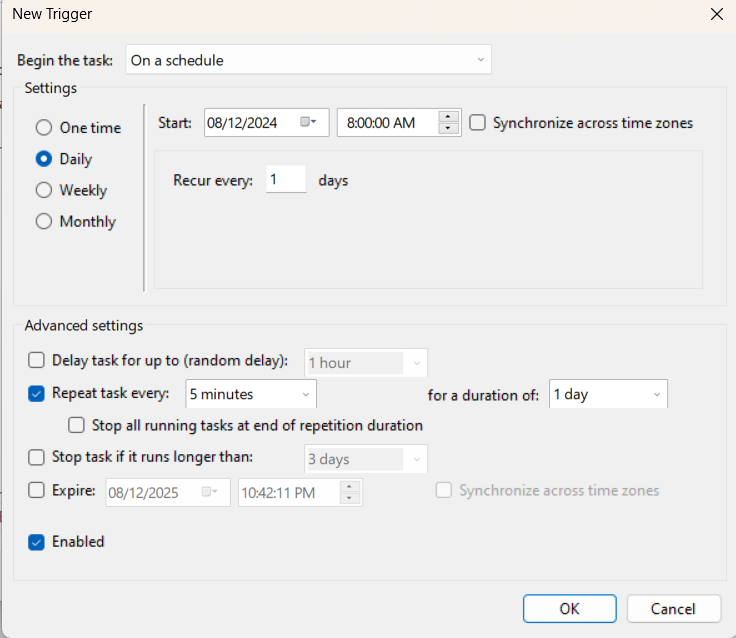 New Trigger
Begin the task: On a schedule
Settings
One time
Start: 08/12/2024 8:00:00 AM Synchronize across time zones
Daily
Recur every: 1 days
Weekly
Monthly
Advanced settings
Delay task for up to (random delay): 1 hour
Repeat task every: 5 minutes for a duration of: 1 day
Stop all running tasks at end of repetition duration
Stop task if it runs longer than: 3 days
Expire: 08/12/2025 10:42:11 PM Synchronize across time zones
Enabled
OK Cancel